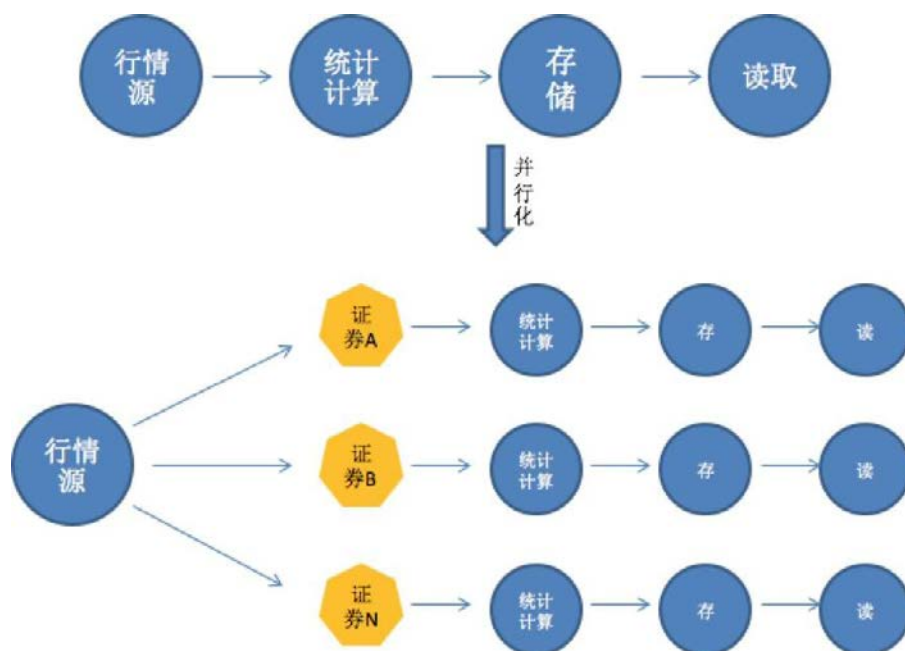 行情
源
统计
计算
存
储
读取
并
行
化
证
券A
统计
计算
存
读
行情
源
证
券B
统计
计算
存
读
证
券N
统计
计算
存
读